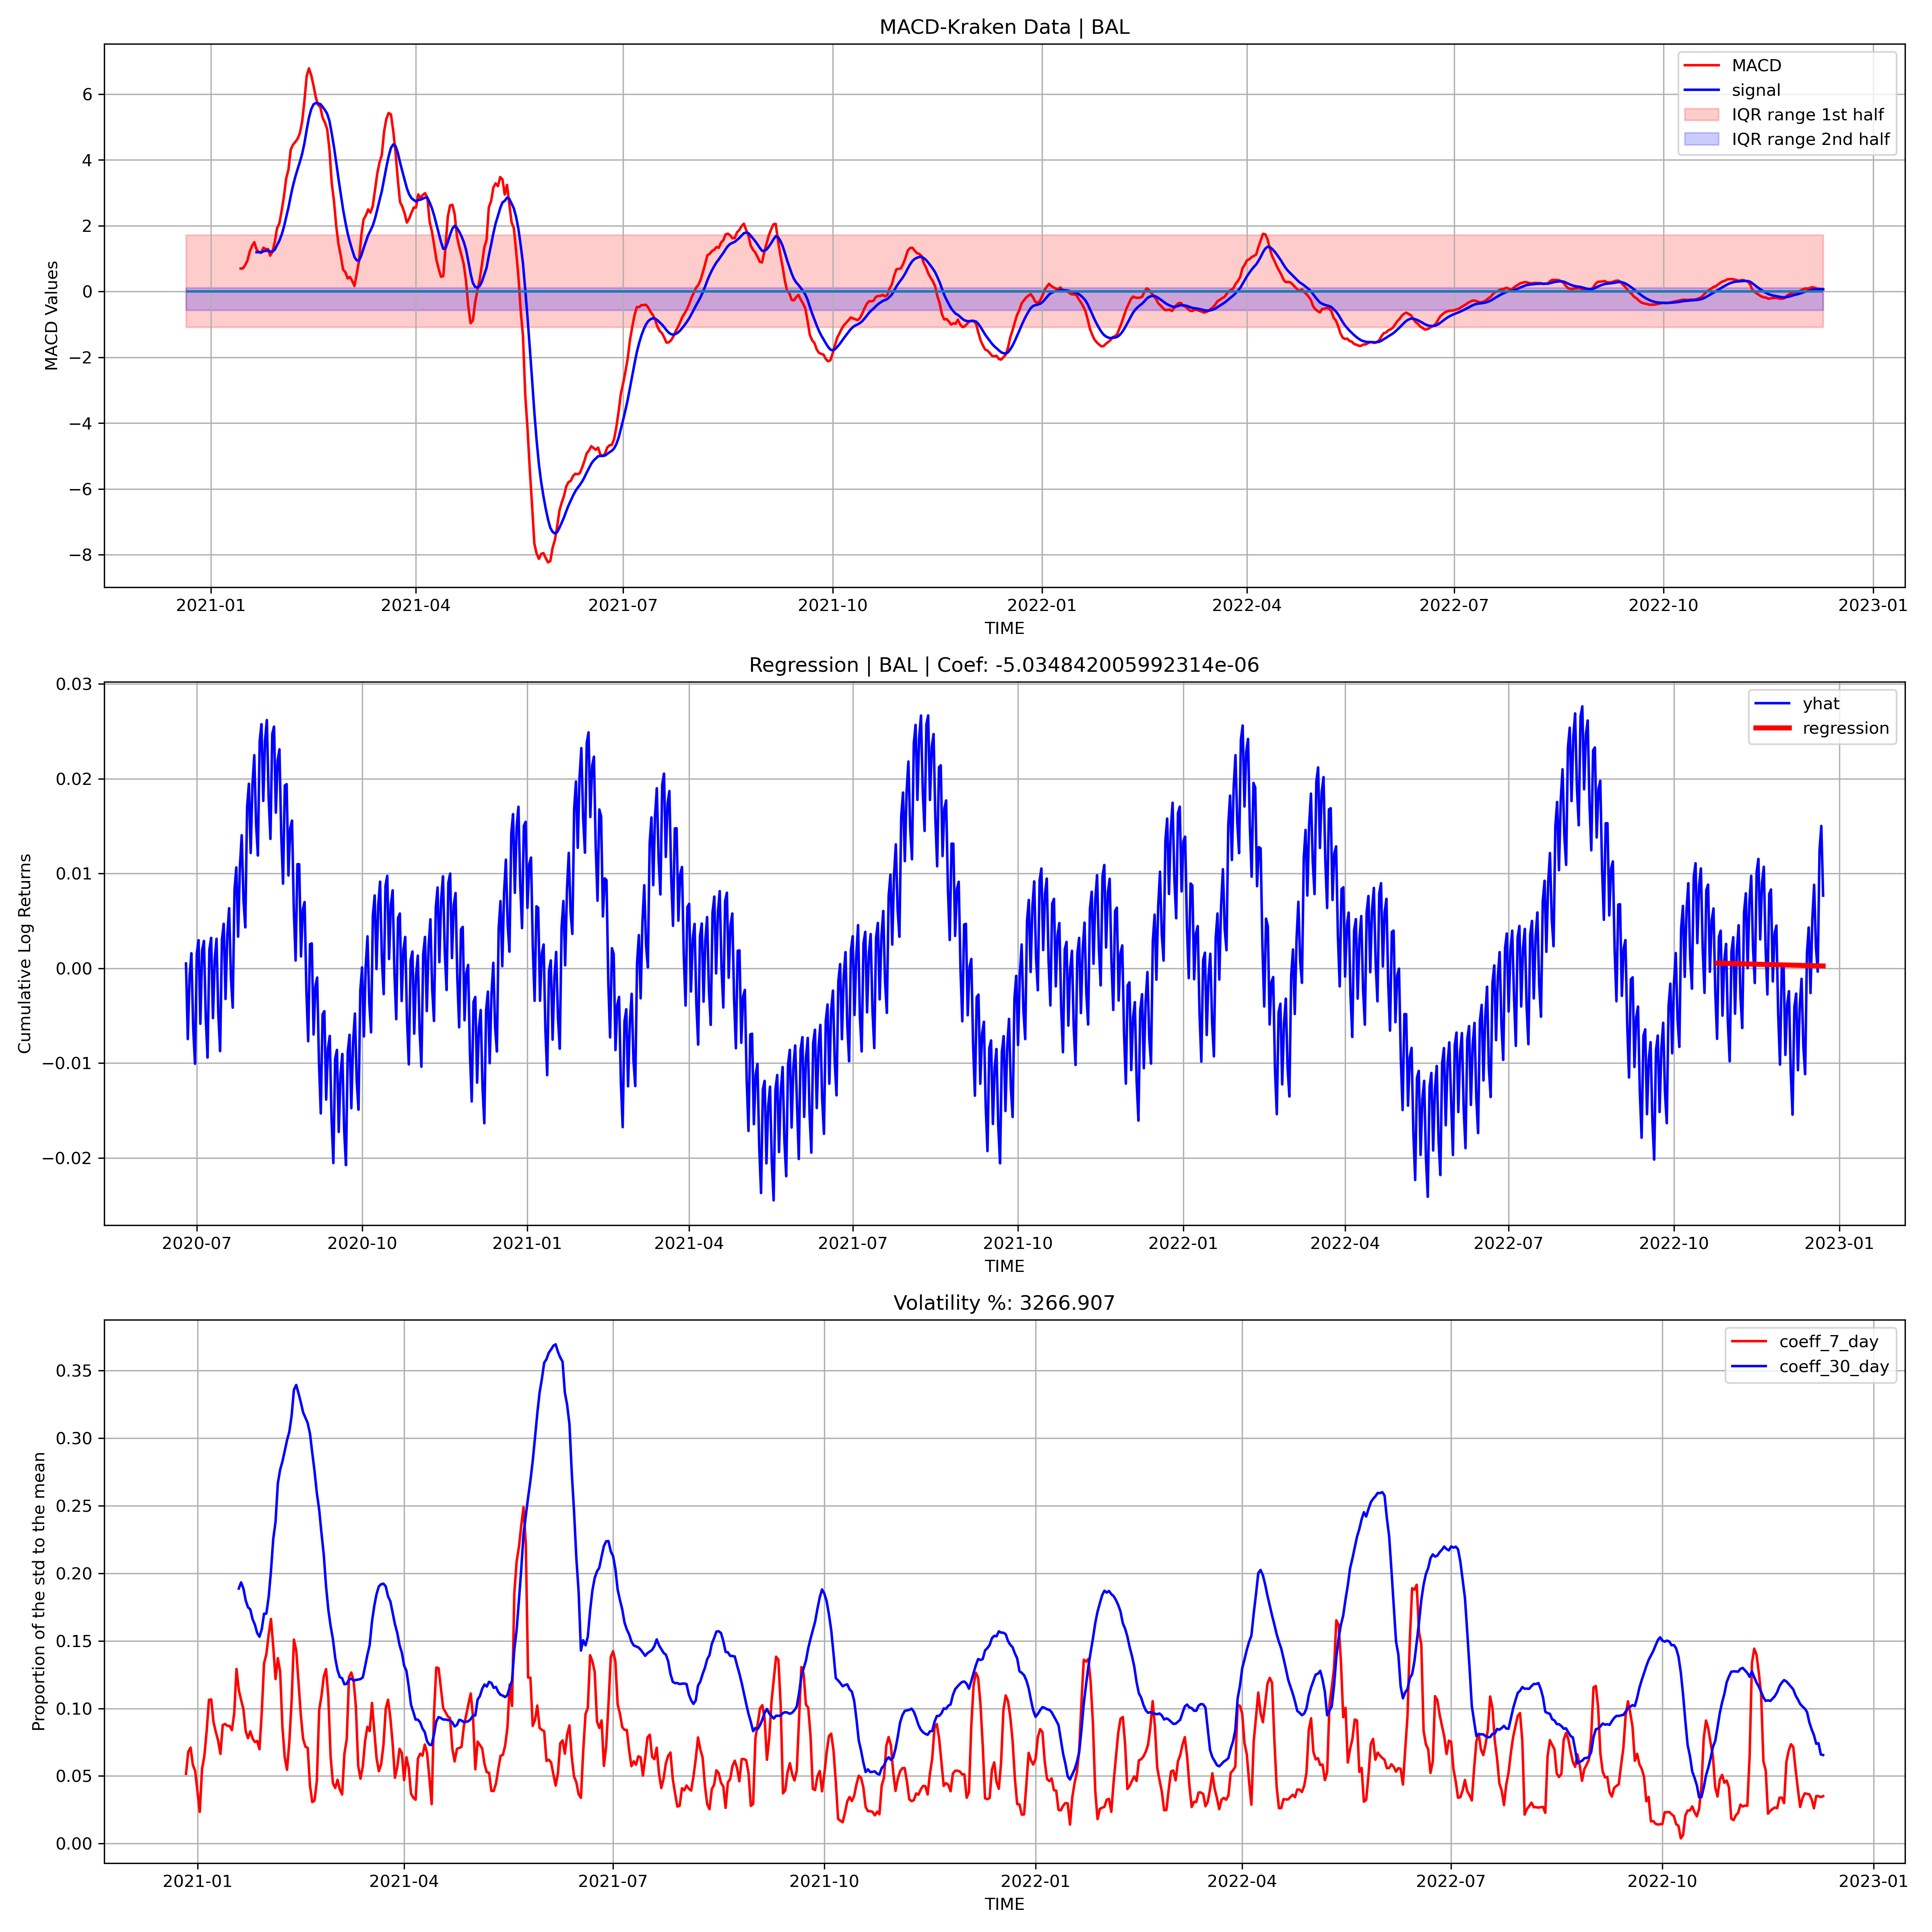 MACD-Kraken Data | BAL
MACD
signal
IQR range 1st half
IQR range 2nd half
MACD Values
6
4
2
0
−2
−4
−6
−8
2021-01 2021-04 2021-07 2021-10 2022-01 2022-04 2022-07 2022-10 2023-01
TIME
Regression | BAL | Coef: -5.034842005992314e-06
yhat
regression
Cumulative Log Returns
0.03
0.02
0.01
0.00
−0.01
−0.02
2020-07 2020-10 2021-01 2021-04 2021-07 2021-10 2022-01 2022-04 2022-07 2022-10 2023-01
TIME
Volatility %: 3266.907
coeff_7_day
coeff_30_day
Proportion of the std to the mean
0.35
0.30
0.25
0.20
0.15
0.10
0.05
0.00
2021-01 2021-04 2021-07 2021-10 2022-01 2022-04 2022-07 2022-10 2023-01
TIME